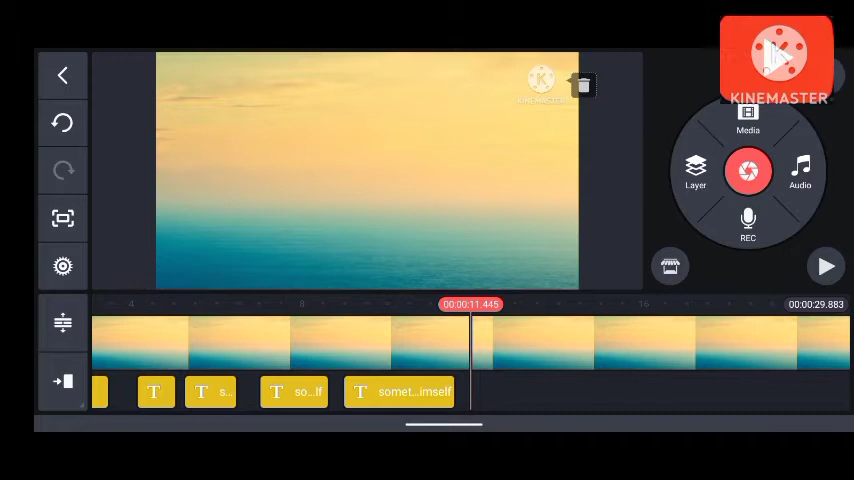 KINEMASTER
KINEMASTER
Media
Layer
Audio
REC
4
8
00:00:11.445
16
00:00:29.883
T
T s...
T so...lf
T somet...imself